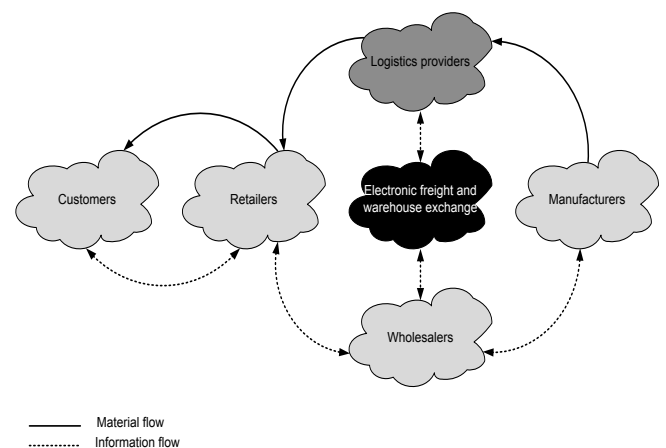 Logistics providers
Customers
Retailers
Electronic freight and
warehouse exchange
Manufacturers
Wholesalers
Material flow
Information flow